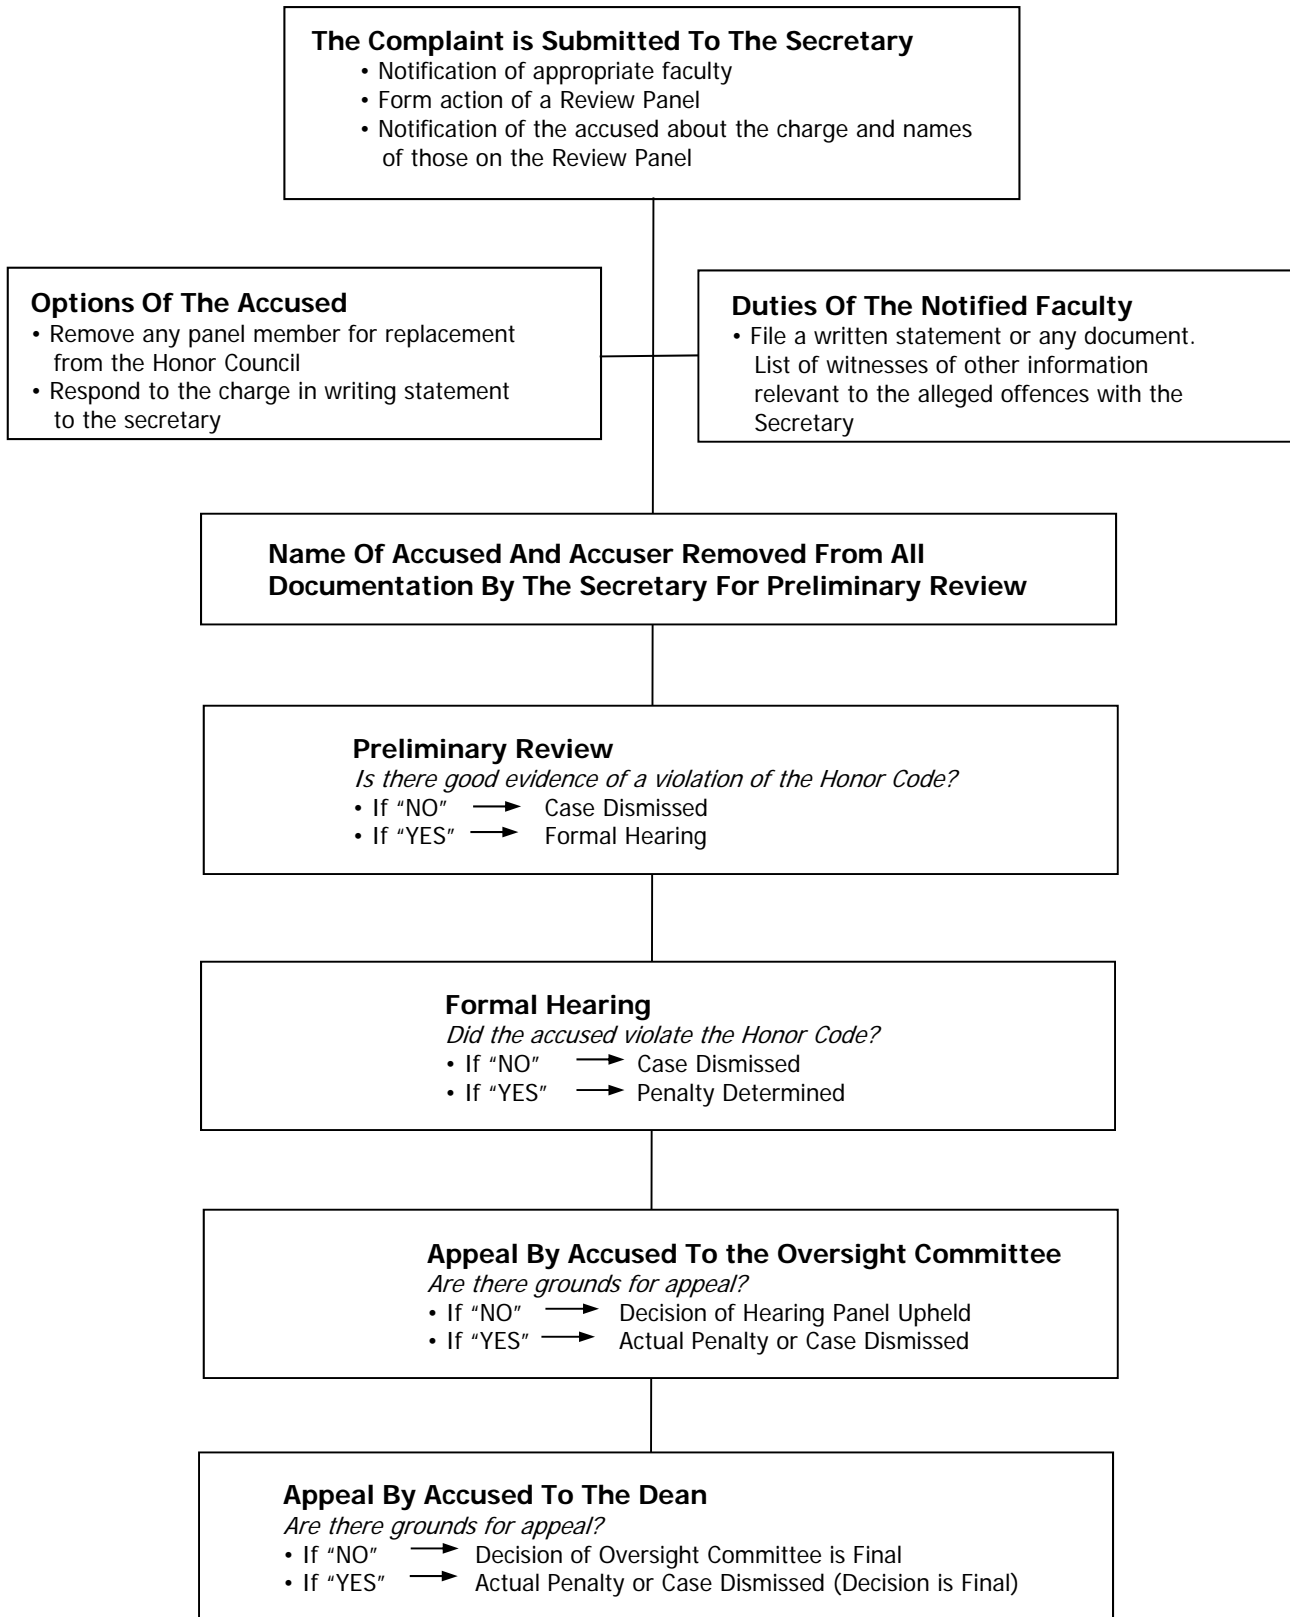 The Complaint is Submitted To The Secretary
• Notification of appropriate faculty
• Form action of a Review Panel
• Notification of the accused about the charge and names
of those on the Review Panel
Options Of The Accused
• Remove any panel member for replacement
from the Honor Council
• Respond to the charge in writing statement
to the secretary
Duties Of The Notified Faculty
• File a written statement or any document.
List of witnesses of other information
relevant to the alleged offences with the
Secretary
Name Of Accused And Accuser Removed From All
Documentation By The Secretary For Preliminary Review
Preliminary Review
Is there good evidence of a violation of the Honor Code?
• If “NO” → Case Dismissed
• If “YES” → Formal Hearing
Formal Hearing
Did the accused violate the Honor Code?
• If “NO” → Case Dismissed
• If “YES” → Penalty Determined
Appeal By Accused To the Oversight Committee
Are there grounds for appeal?
• If “NO” → Decision of Hearing Panel Upheld
• If “YES” → Actual Penalty or Case Dismissed
Appeal By Accused To The Dean
Are there grounds for appeal?
• If “NO” → Decision of Oversight Committee is Final
• If “YES” → Actual Penalty or Case Dismissed (Decision is Final)